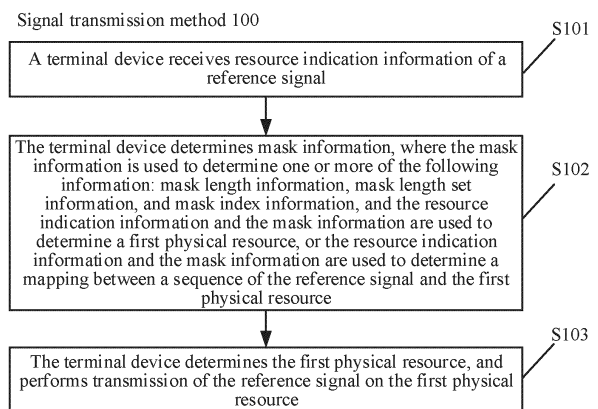 Signal transmission method 100
S101
A terminal device receives resource indication information of a
reference signal
S102
The terminal device determines mask information, where the mask
information is used to determine one or more of the following
information: mask length information, mask length set
information, and mask index information, and the resource
indication information and the mask information are used to
determine a first physical resource, or the resource indication
information and the mask information are used to determine a
mapping between a sequence of the reference signal and the first
physical resource
S103
The terminal device determines the first physical resource, and
performs transmission of the reference signal on the first physical
resource